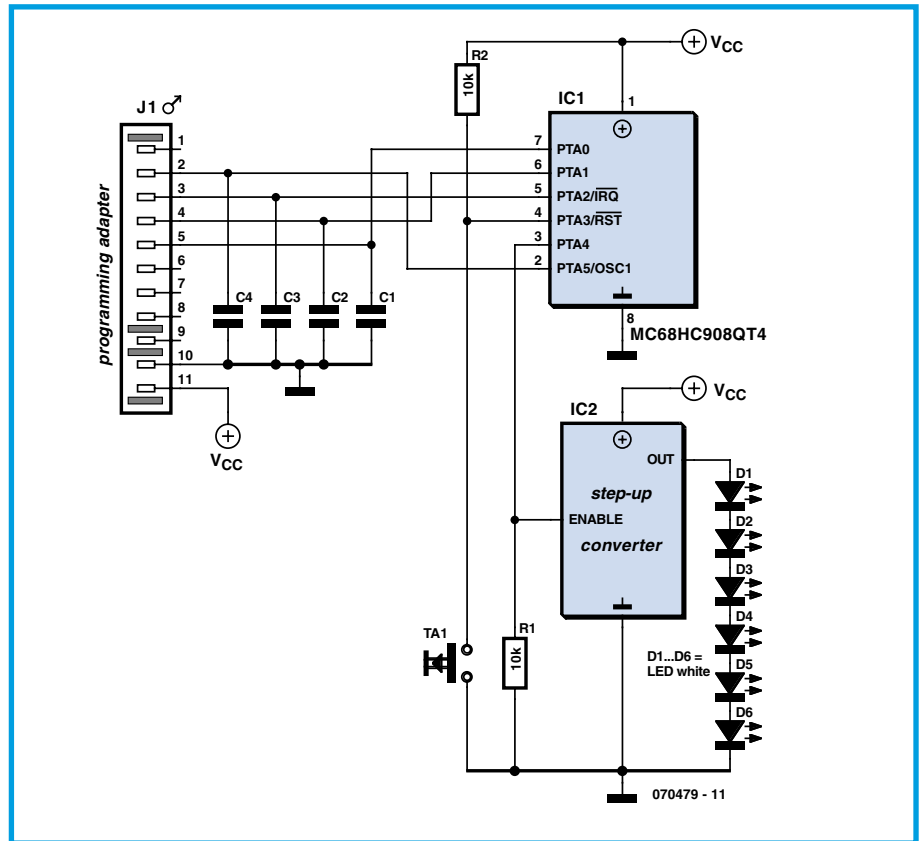 J1 ♂
programming adapter
1
2
3
4
5
6
7
8
9
10
11
VCC
C4
C3
C2
C1
R2
10k
VCC
IC1
1
7 PTA0
6 PTA1
5 PTA2/IRQ
4 PTA3/RST
3 PTA4
2 PTA5/OSC1
8
MC68HC908QT4
VCC
IC2
OUT
step-up
ENABLE
converter
TA1
R1
10k
D1
D2
D3
D4
D5
D6
D1...D6 =
LED white
070479 - 11